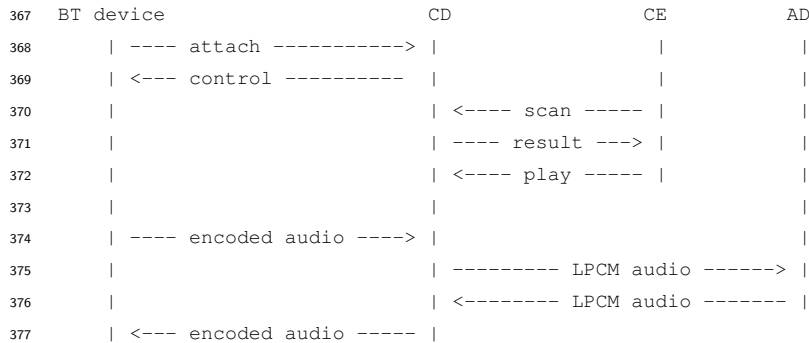 367 BT device                     CD                CE         AD
368     | ---- attach -----------> |                 |          |
369     | <--- control ----------  |                 |          |
370     |                          | <---- scan ----- |          |
371     |                          | ---- result ---> |          |
372     |                          | <---- play ----- |          |
373     |                          |                            |
374     | ---- encoded audio ----> |                            |
375     |                          | --------- LPCM audio ------> |
376     |                          | <-------- LPCM audio ------- |
377     | <--- encoded audio ----- |